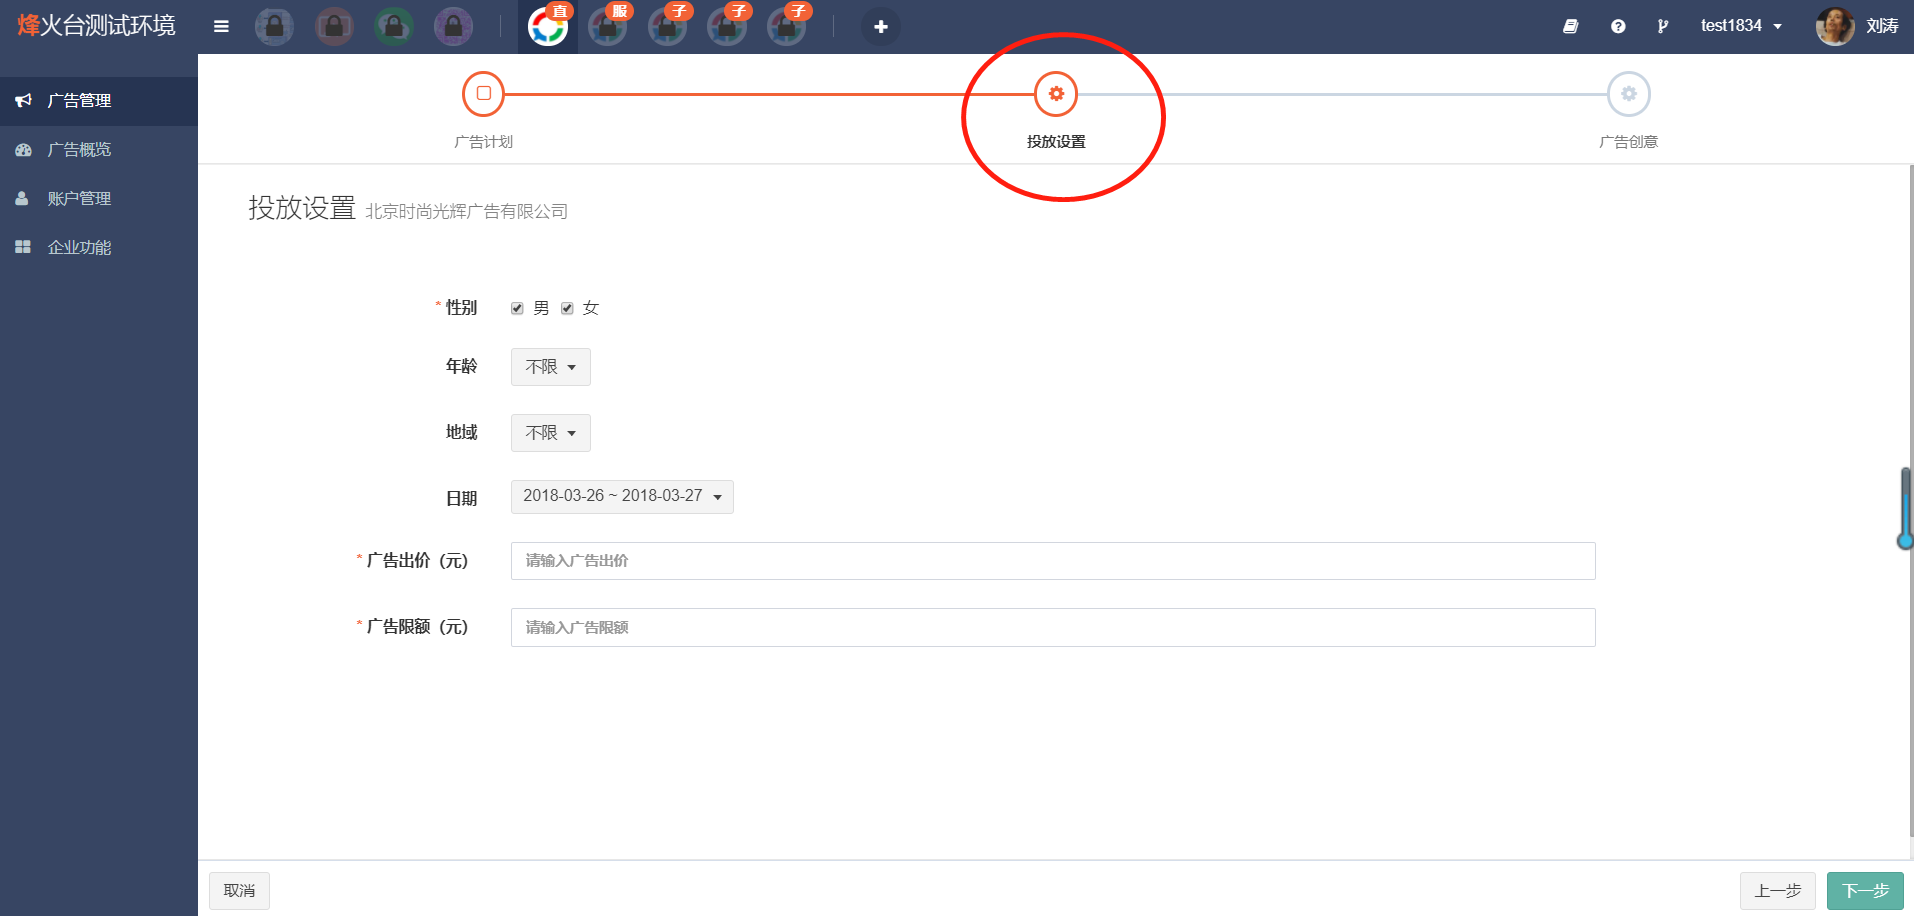 烽火台测试环境
直
服
子
子
子
test1834
刘涛
广告管理
广告概览
账户管理
企业功能
广告计划
投放设置
广告创意
投放设置 北京时尚光辉广告有限公司
* 性别 男 女
年龄 不限
地域 不限
日期 2018-03-26 ~ 2018-03-27
* 广告出价（元） 请输入广告出价
* 广告限额（元） 请输入广告限额
取消
上一步
下一步